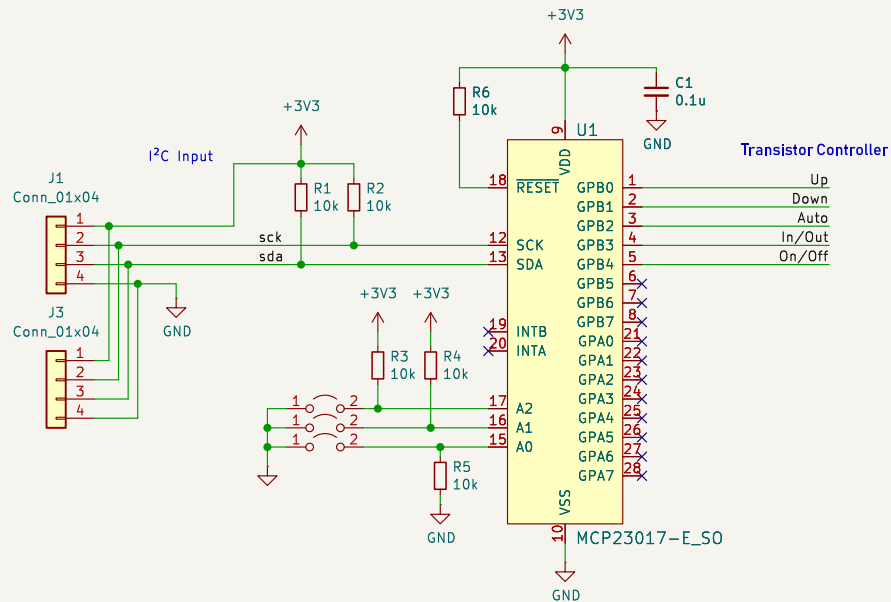 +3V3
R6
10k
C1
0.1u
GND
+3V3
I²C Input
R1
10k
R2
10k
J1
Conn_01x04
1
2
3
4
sck
sda
GND
J3
Conn_01x04
1
2
3
4
+3V3
+3V3
R3
10k
R4
10k
1
2
1
2
1
2
R5
10k
GND
U1
9
VDD
18
RESET
12
SCK
13
SDA
19
INTB
20
INTA
17
A2
16
A1
15
A0
GPB0
1
GPB1
2
GPB2
3
GPB3
4
GPB4
5
GPB5
6
GPB6
7
GPB7
8
GPA0
21
GPA1
22
GPA2
23
GPA3
24
GPA4
25
GPA5
26
GPA6
27
GPA7
28
VSS
10
MCP23017-E_SO
GND
Transistor Controller
Up
Down
Auto
In/Out
On/Off